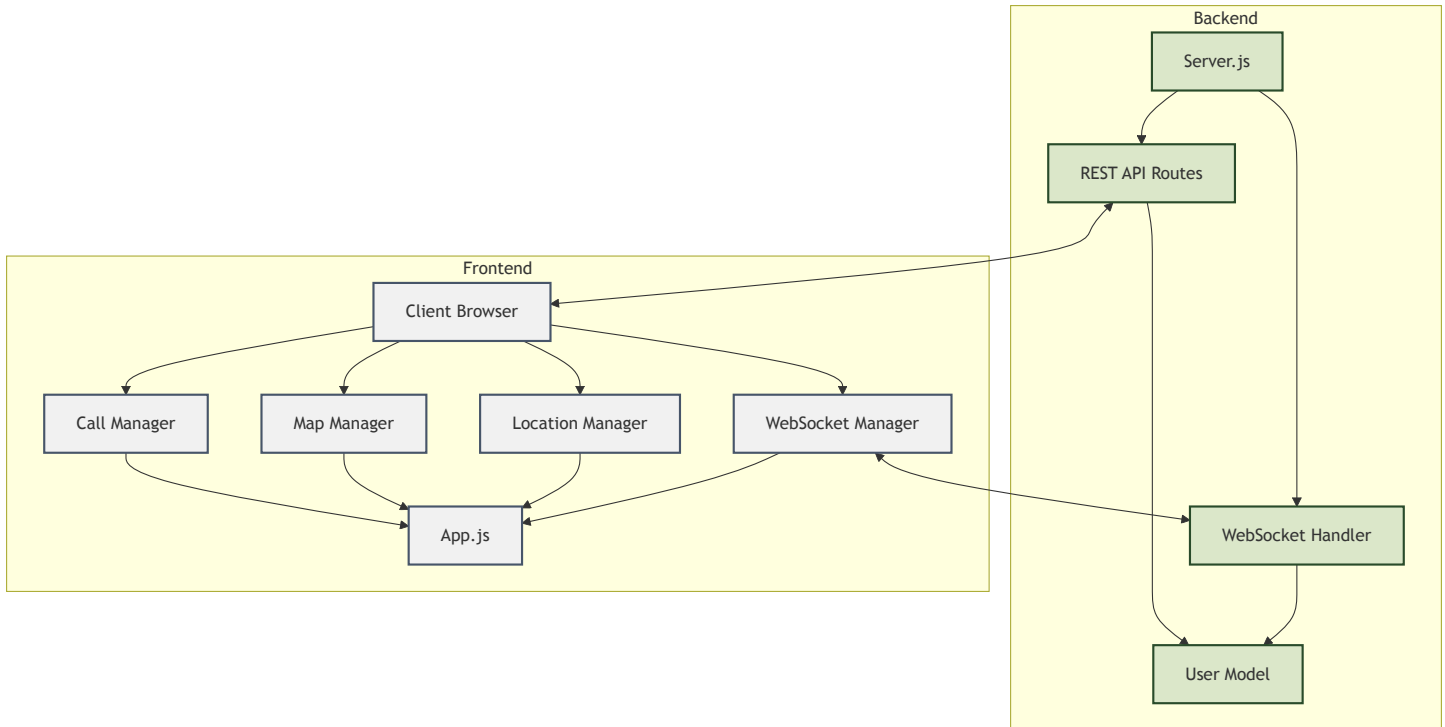 Backend
Server.js
REST API Routes
Frontend
Client Browser
Call Manager
Map Manager
Location Manager
WebSocket Manager
App.js
WebSocket Handler
User Model